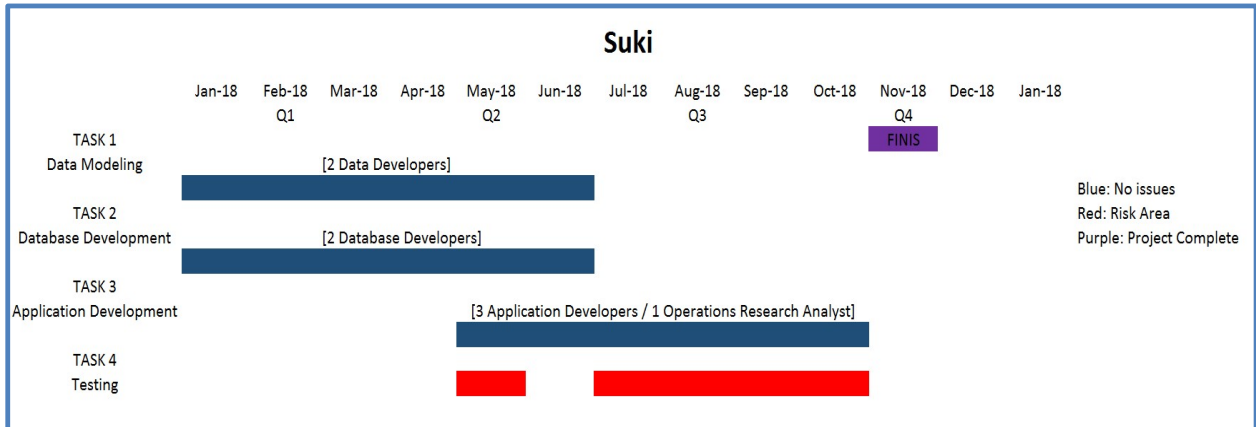 Suki
Jan-18 Feb-18 Mar-18 Apr-18 May-18 Jun-18 Jul-18 Aug-18 Sep-18 Oct-18 Nov-18 Dec-18 Jan-18
Q1 Q2 Q3 Q4
TASK 1 FINIS
Data Modeling [2 Data Developers]
Blue: No issues
TASK 2 Red: Risk Area
Database Development [2 Database Developers] Purple: Project Complete
TASK 3
Application Development [3 Application Developers / 1 Operations Research Analyst]
TASK 4
Testing